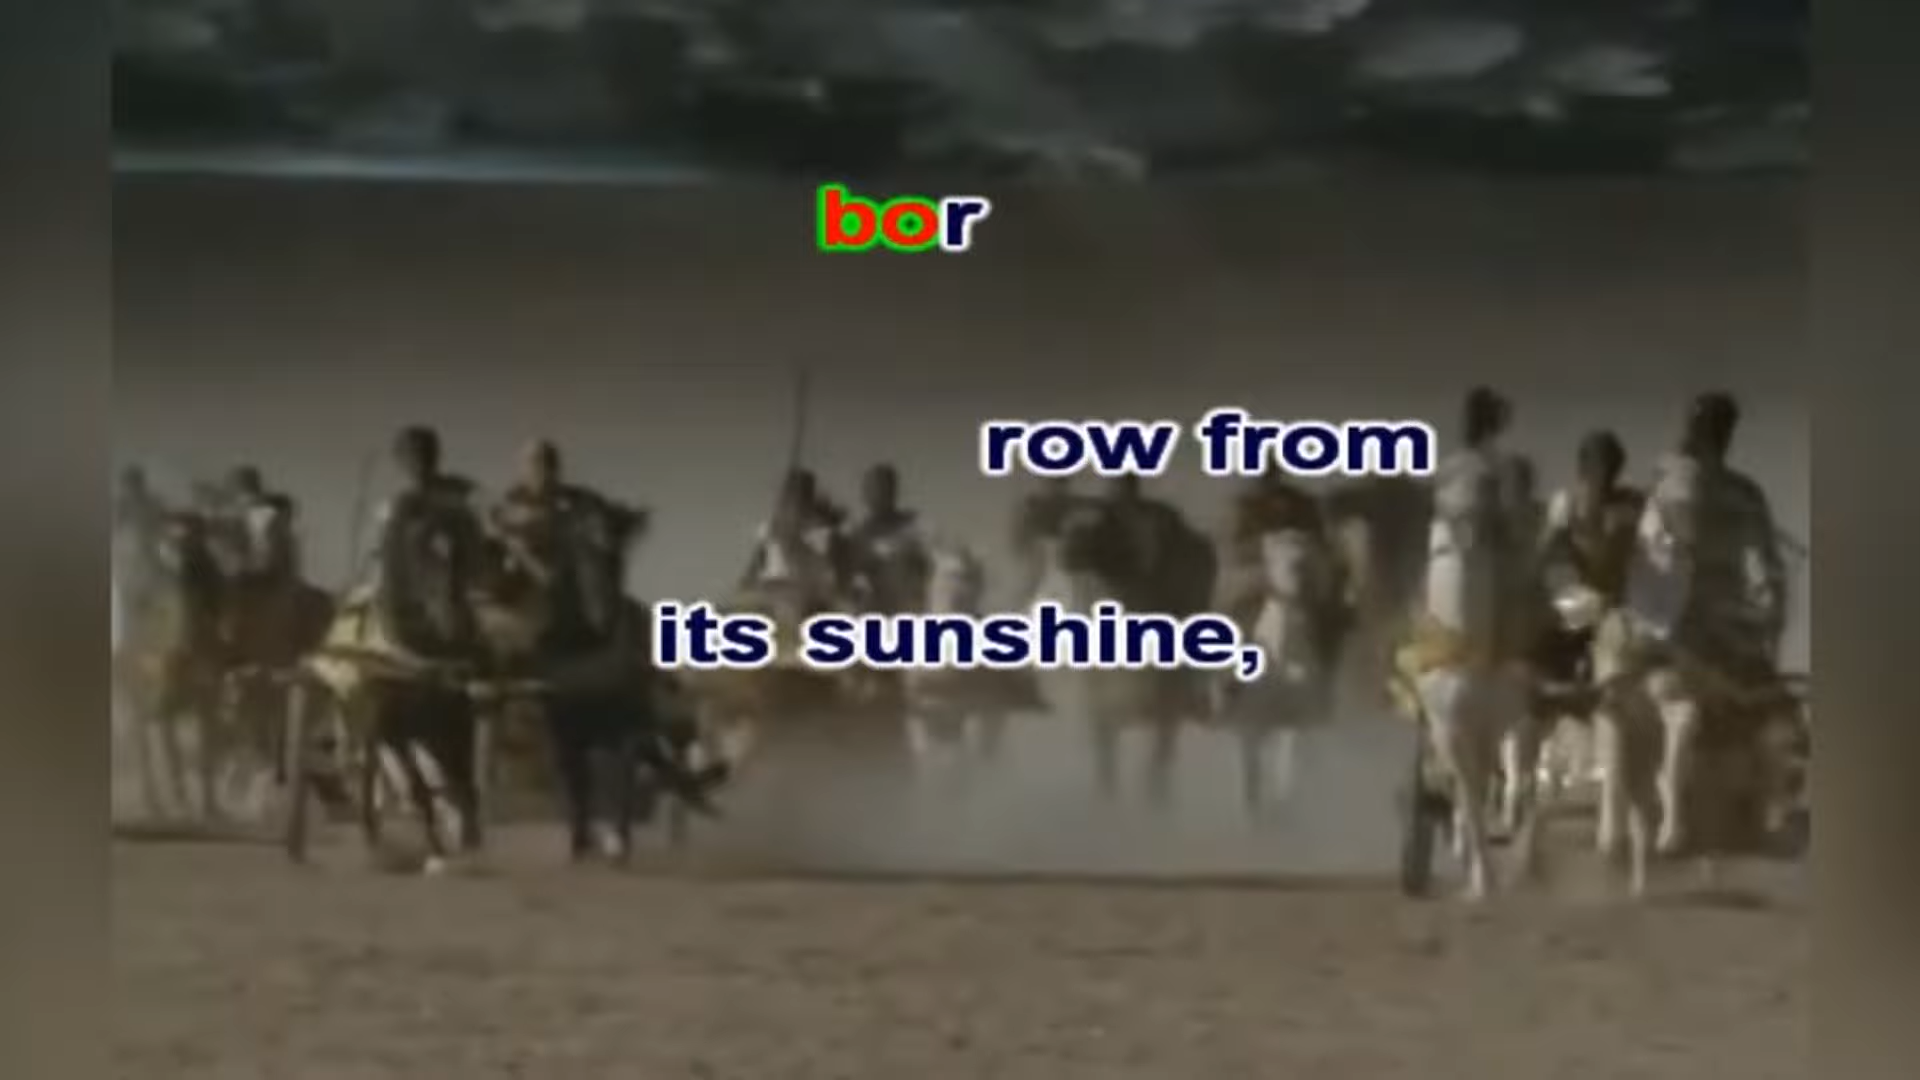 bor
row from
its sunshine,